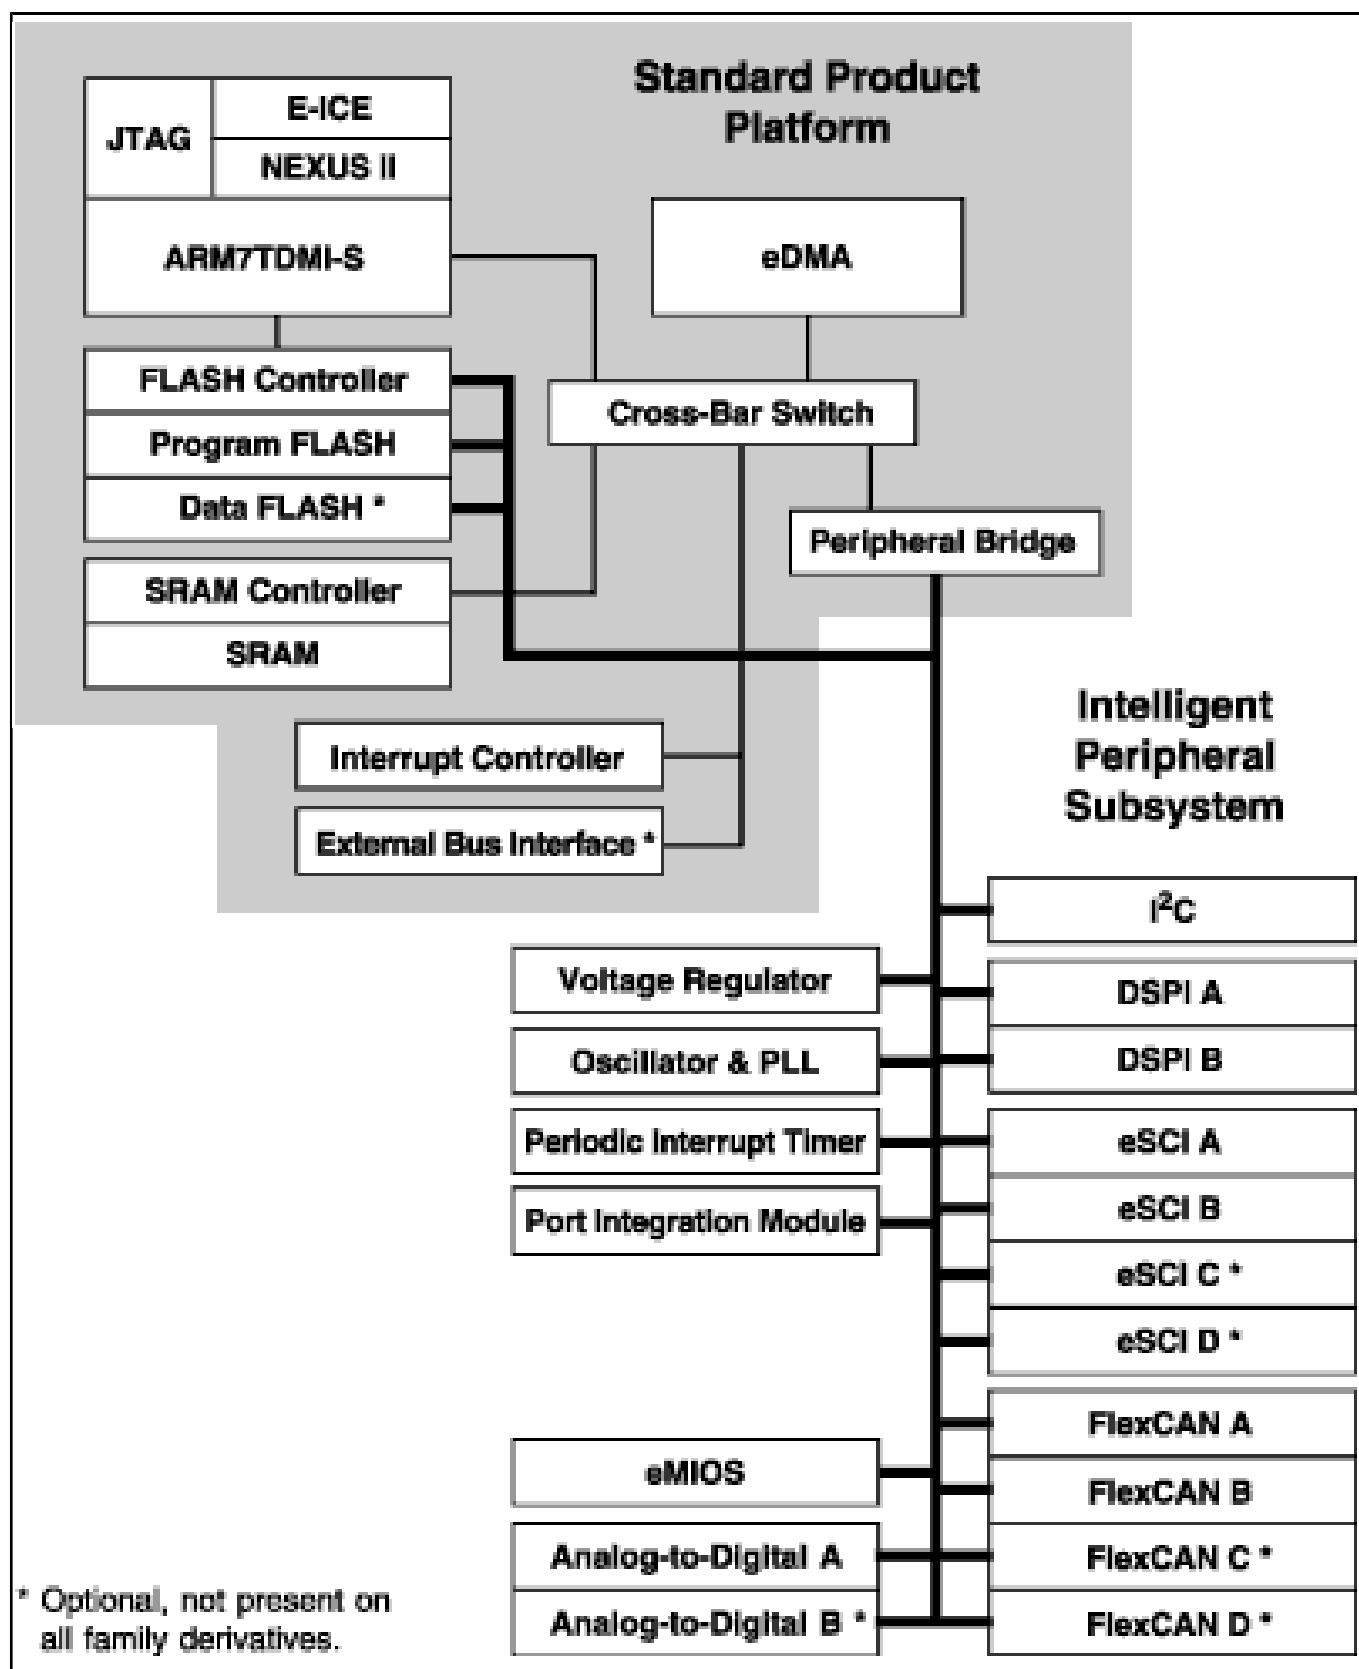 Standard Product
Platform
JTAG
E-ICE
NEXUS II
ARM7TDMI-S
eDMA
FLASH Controller
Program FLASH
Data FLASH *
Cross-Bar Switch
Peripheral Bridge
SRAM Controller
SRAM
Interrupt Controller
External Bus Interface *
Intelligent
Peripheral
Subsystem
I²C
Voltage Regulator
DSPI A
Oscillator & PLL
DSPI B
Periodic Interrupt Timer
eSCI A
Port Integration Module
eSCI B
eSCI C *
eSCI D *
FlexCAN A
eMIOS
FlexCAN B
Analog-to-Digital A
FlexCAN C *
Analog-to-Digital B *
FlexCAN D *
* Optional, not present on
all family derivatives.